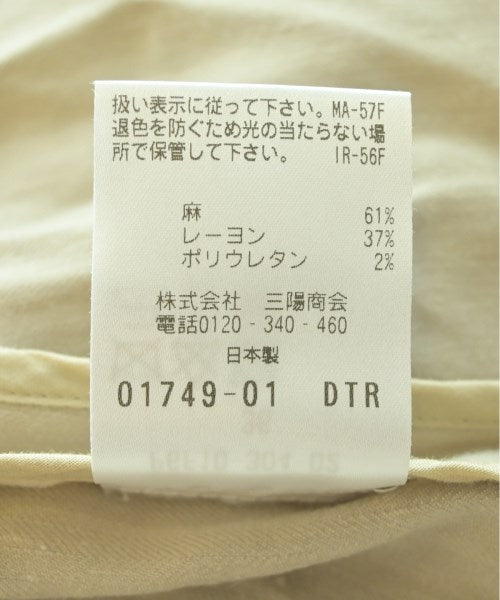 扱い表示に従って下さい。MA-57F
退色を防ぐため光の当たらない場
所で保管して下さい。 IR-56F
麻 61%
レーヨン 37%
ポリウレタン 2%
株式会社 三陽商会
電話0120-340-460
日本製
01749-01 DTR